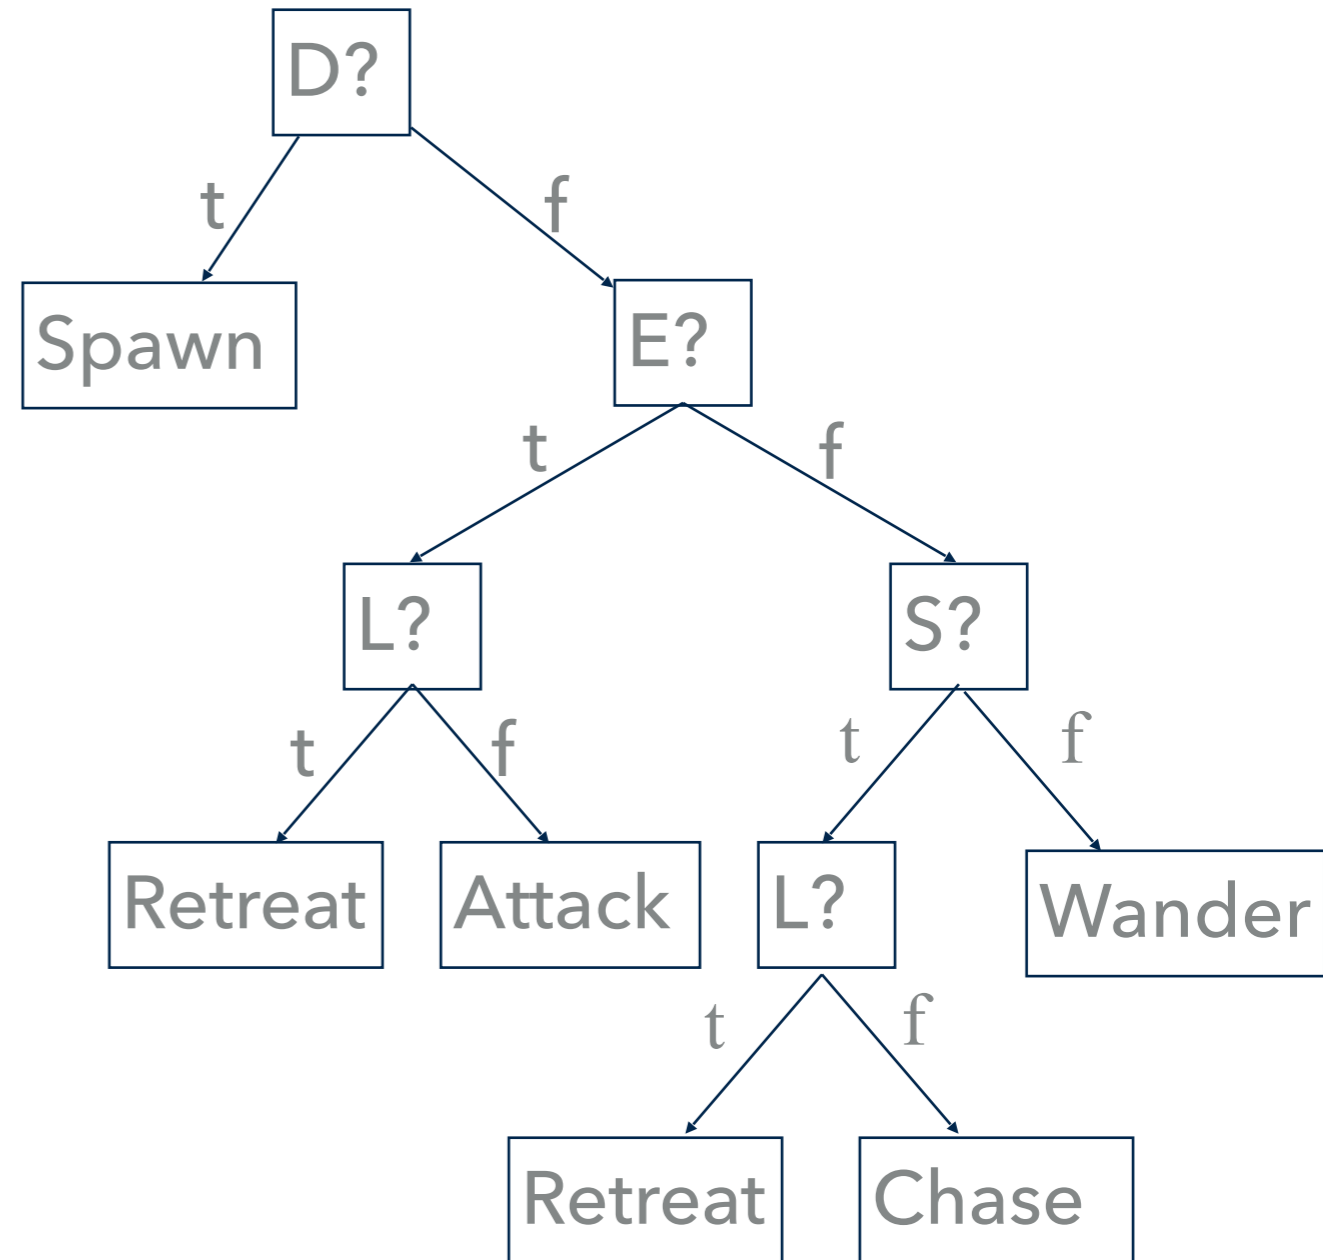 D?
t
f
Spawn
E?
t
f
L?
S?
t
f
t
f
Retreat
Attack
L?
Wander
t
f
Retreat
Chase